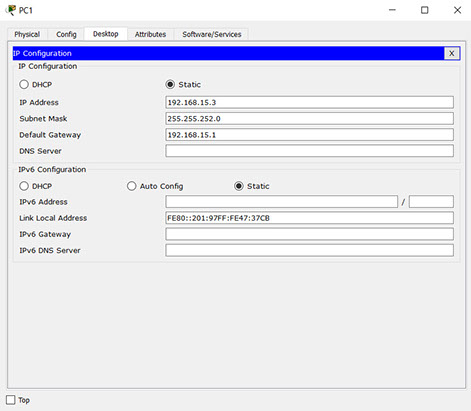 PC1
Physical Config Desktop Attributes Software/Services
IP Configuration X
IP Configuration
DHCP Static
IP Address 192.168.15.3
Subnet Mask 255.255.252.0
Default Gateway 192.168.15.1
DNS Server
IPv6 Configuration
DHCP Auto Config Static
IPv6 Address /
Link Local Address FE80::201:97FF:FE47:37CB
IPv6 Gateway
IPv6 DNS Server
Top